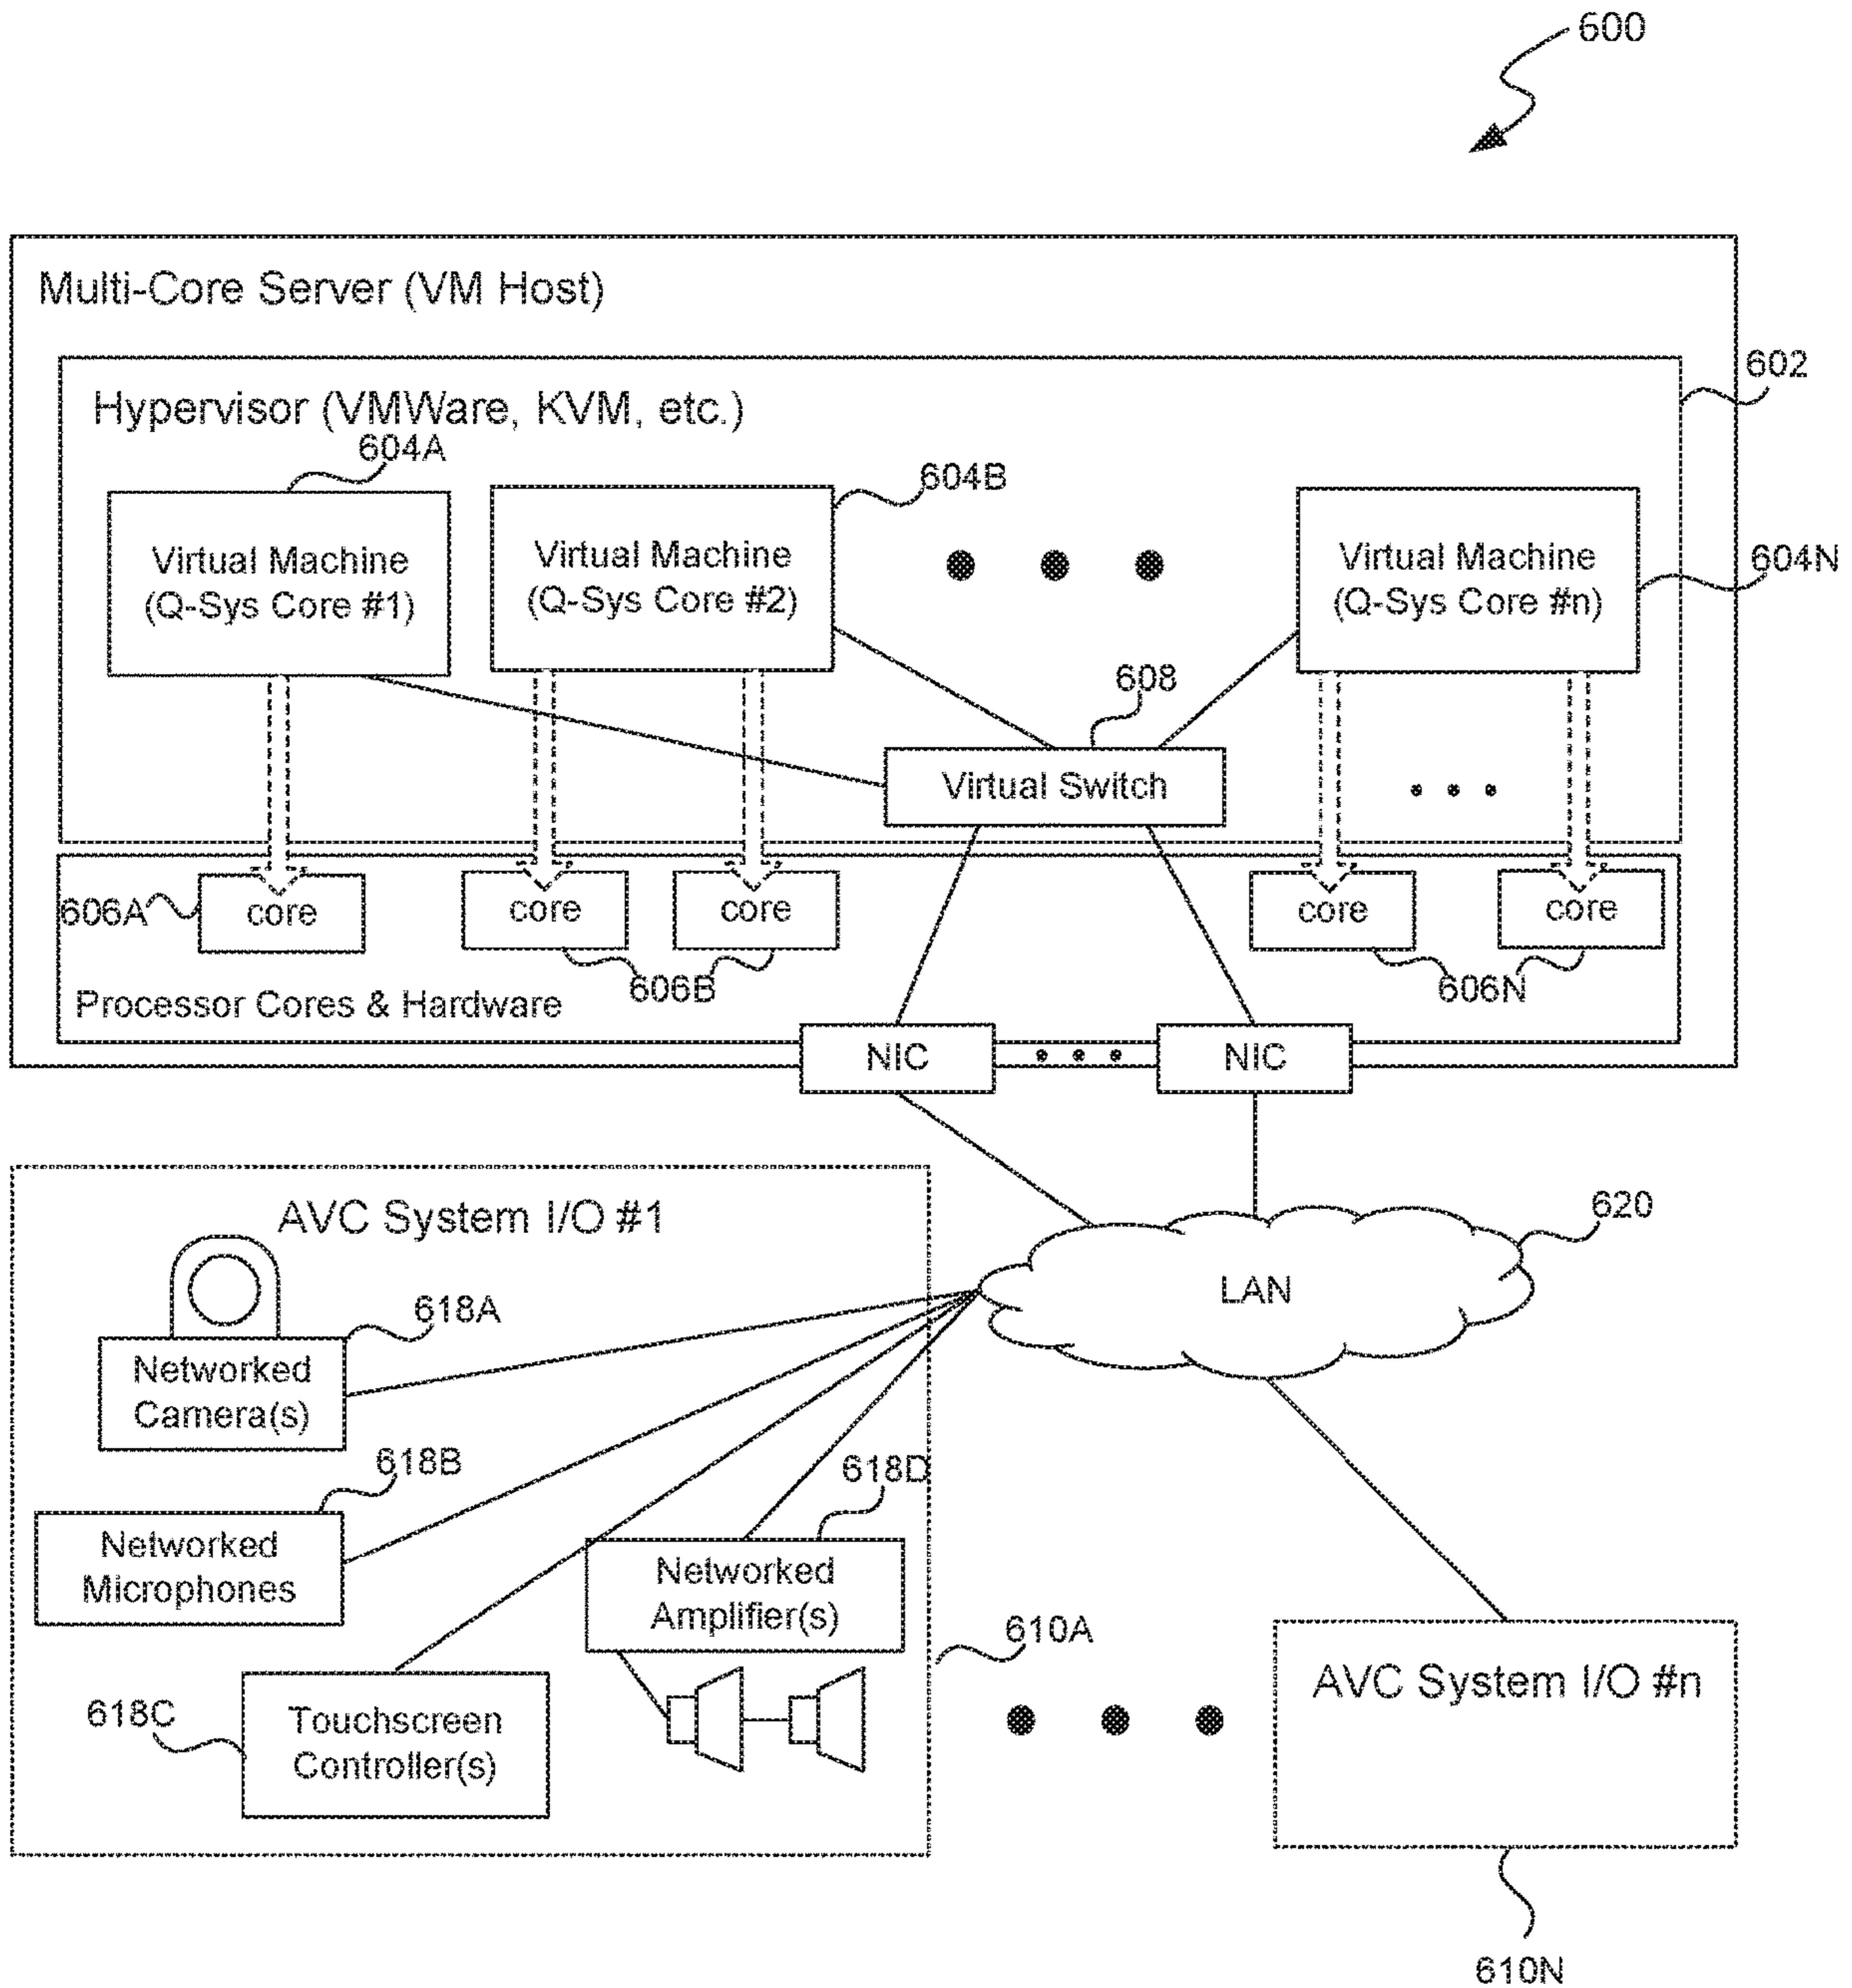 600
Multi-Core Server (VM Host)
602
Hypervisor (VMWare, KVM, etc.)
604A
604B
604N
Virtual Machine
(Q-Sys Core #1)
Virtual Machine
(Q-Sys Core #2)
Virtual Machine
(Q-Sys Core #n)
608
Virtual Switch
606A
core
core
core
core
core
606B
606N
Processor Cores & Hardware
NIC
NIC
AVC System I/O #1
620
LAN
618A
Networked
Camera(s)
618B
Networked
Microphones
618D
Networked
Amplifier(s)
610A
618C
Touchscreen
Controller(s)
AVC System I/O #n
610N